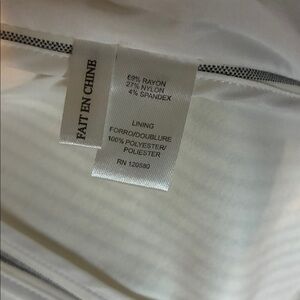 FAIT EN CHINE
69% RAYON
27% NYLON
4% SPANDEX
LINING
FORRO/DOUBLURE
100% POLYESTER/
POLIESTER
RN 120580